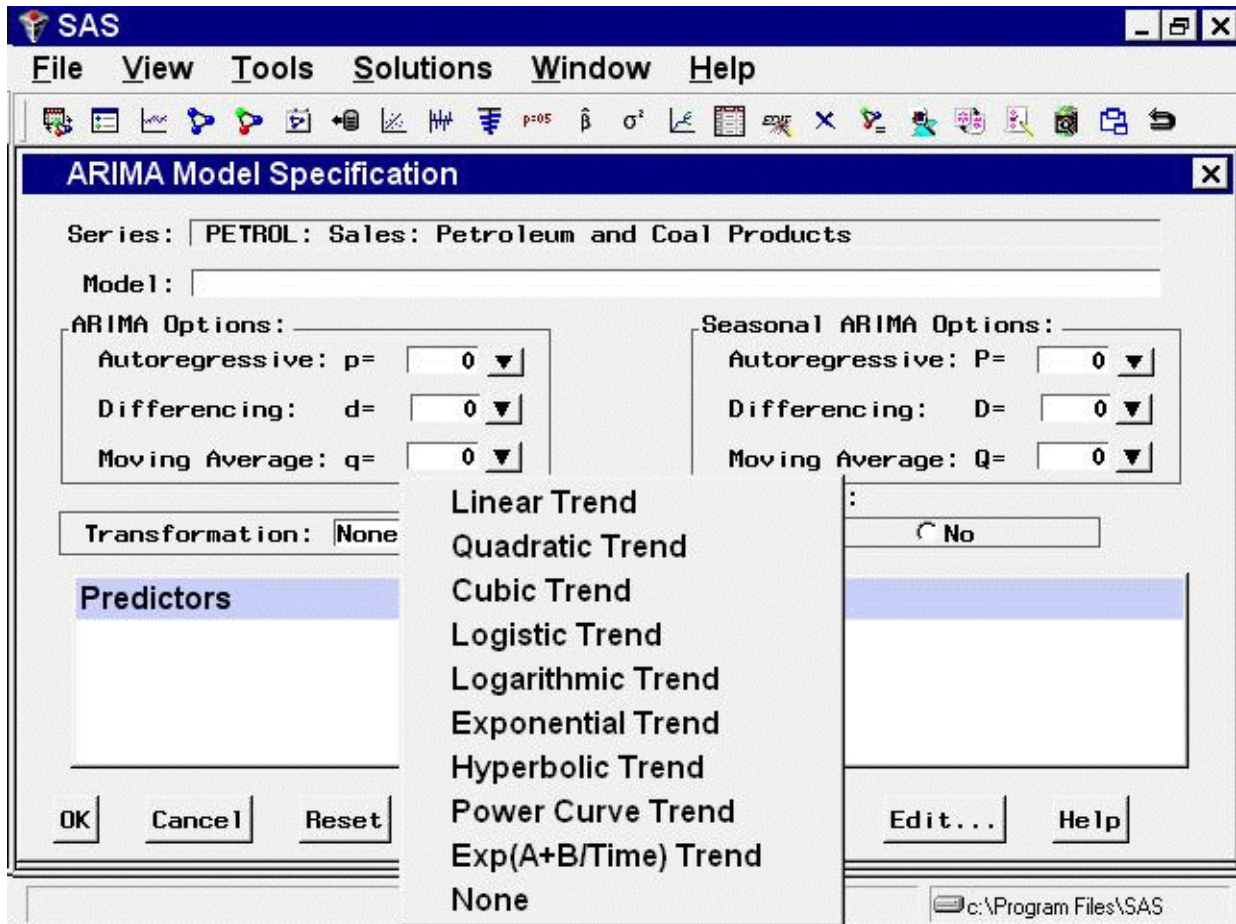 SAS
File View Tools Solutions Window Help
p=05 β̂ σ² EDIT
ARIMA Model Specification
Series: PETROL: Sales: Petroleum and Coal Products
Model:
ARIMA Options:
Autoregressive: p= 0
Differencing: d= 0
Moving Average: q= 0
Seasonal ARIMA Options:
Autoregressive: P= 0
Differencing: D= 0
Moving Average: Q= 0
Transformation: None
:
No
Predictors
Linear Trend
Quadratic Trend
Cubic Trend
Logistic Trend
Logarithmic Trend
Exponential Trend
Hyperbolic Trend
Power Curve Trend
Exp(A+B/Time) Trend
None
OK Cancel Reset Edit... Help
c:\Program Files\SAS